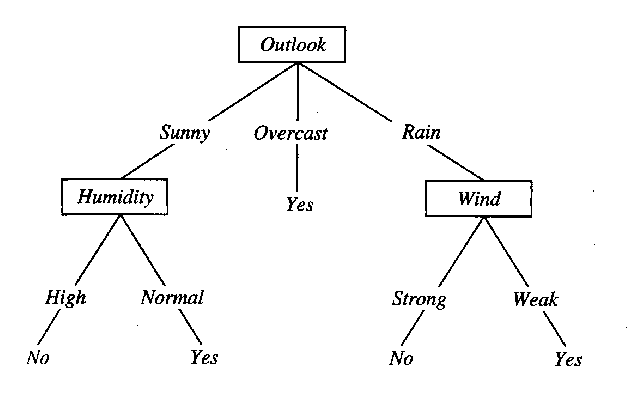 Outlook
Sunny Overcast Rain
Humidity Yes Wind
High Normal Strong Weak
No Yes No Yes